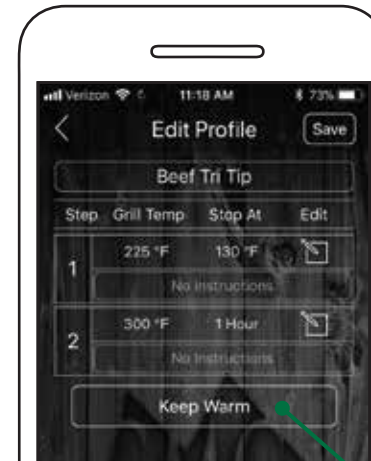 Verizon 11:18 AM 73%
Edit Profile Save
Beef Tri Tip
Step Grill Temp Stop At Edit
1 225 °F 130 °F
No Instructions
2 300 °F 1 Hour
No Instructions
Keep Warm